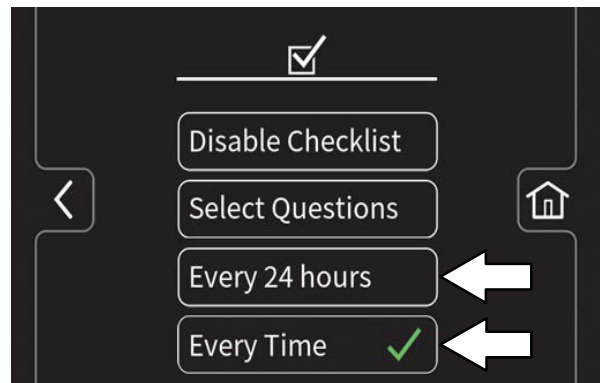 Disable Checklist
Select Questions
Every 24 hours
Every Time